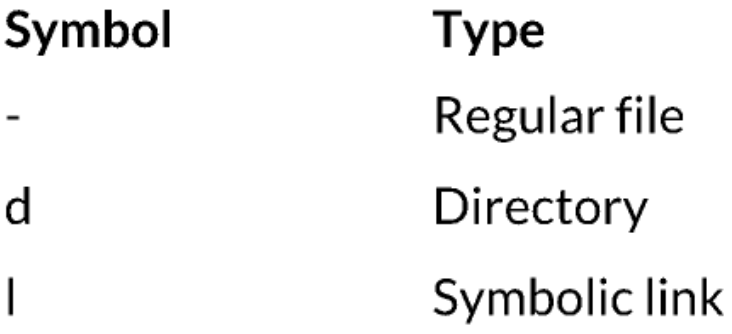 Symbol Type
- Regular file
d Directory
l Symbolic link